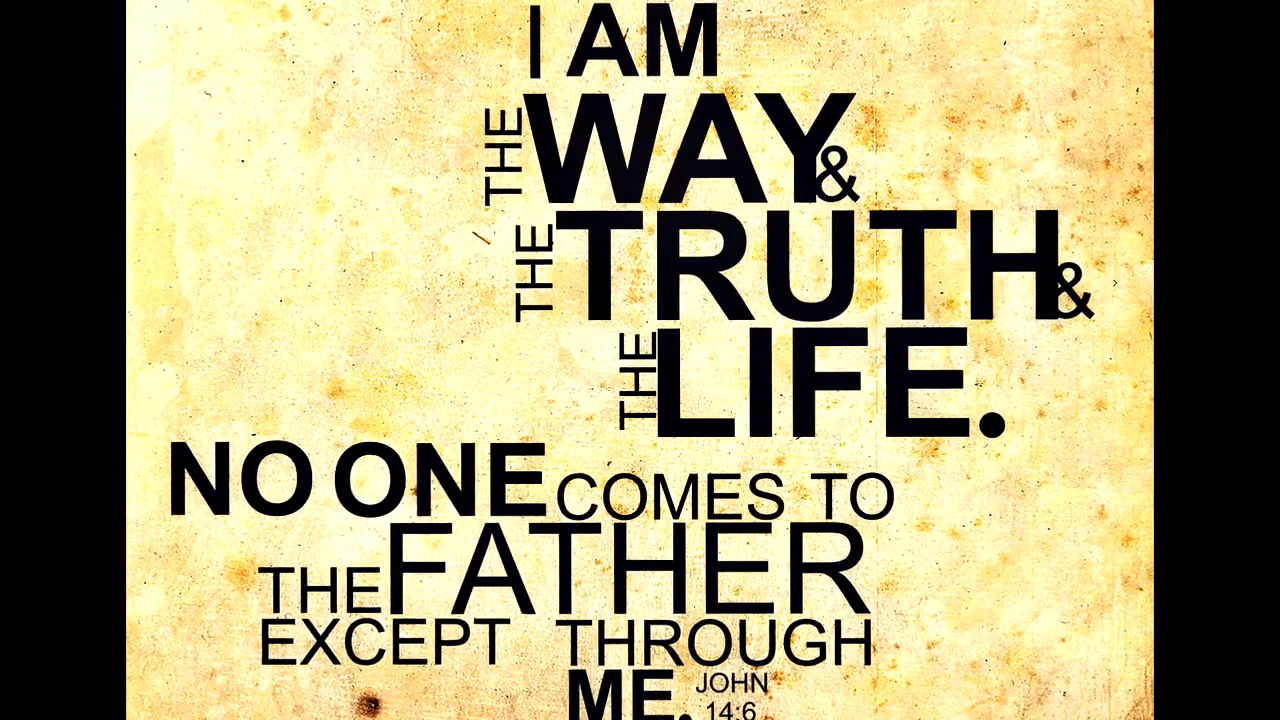 I AM
THE WAY &
THE TRUTH &
THE LIFE.
NO ONE COMES TO
THE FATHER
EXCEPT THROUGH
ME. JOHN
14:6